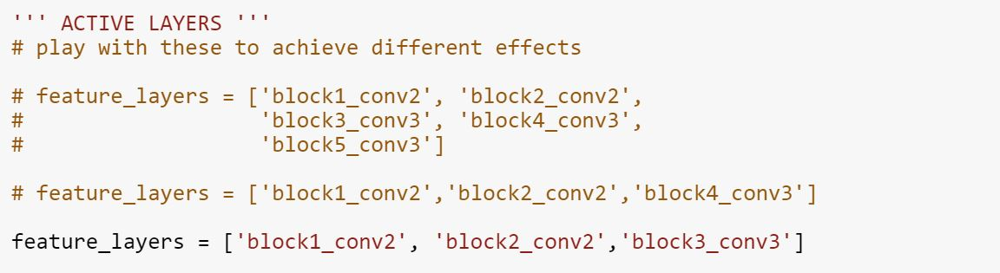 ''' ACTIVE LAYERS '''
# play with these to achieve different effects
# feature_layers = ['block1_conv2', 'block2_conv2',
#                   'block3_conv3', 'block4_conv3',
#                   'block5_conv3']
# feature_layers = ['block1_conv2','block2_conv2','block4_conv3']
feature_layers = ['block1_conv2', 'block2_conv2','block3_conv3']